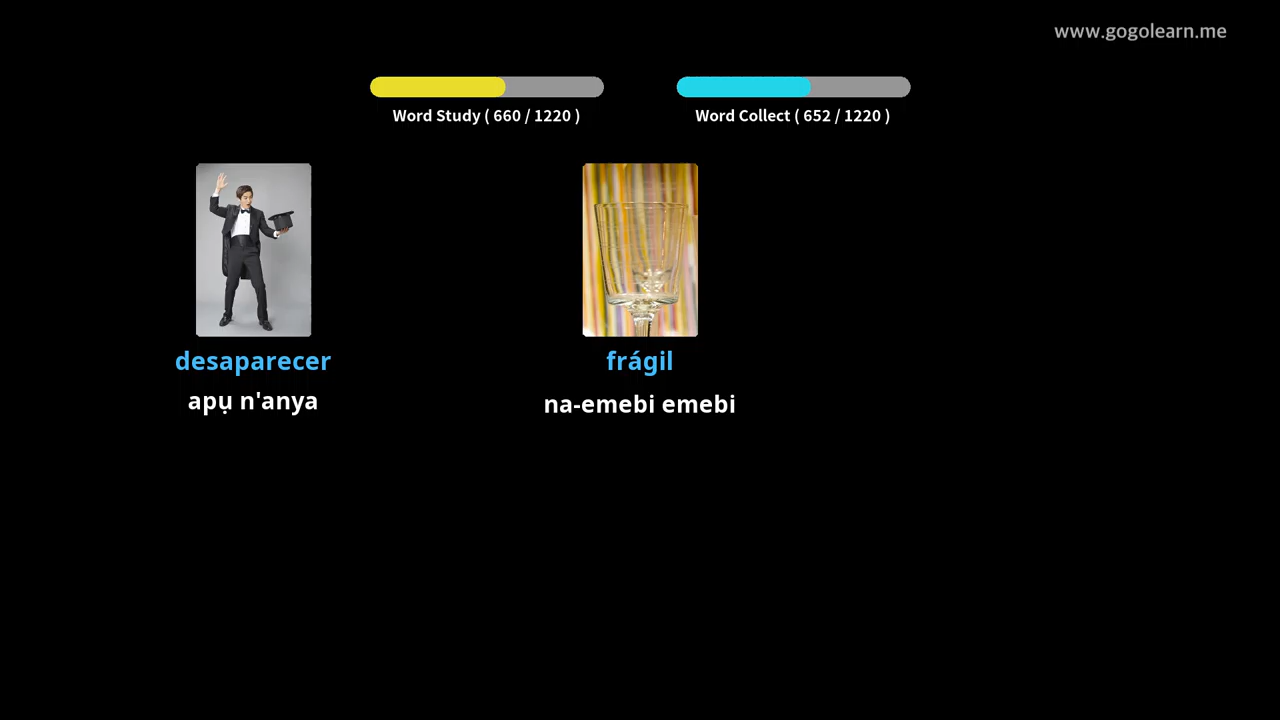 www.gogolearn.me
Word Study ( 660 / 1220 )
Word Collect ( 652 / 1220 )
desaparecer
apụ n'anya
frágil
na-emebi emebi